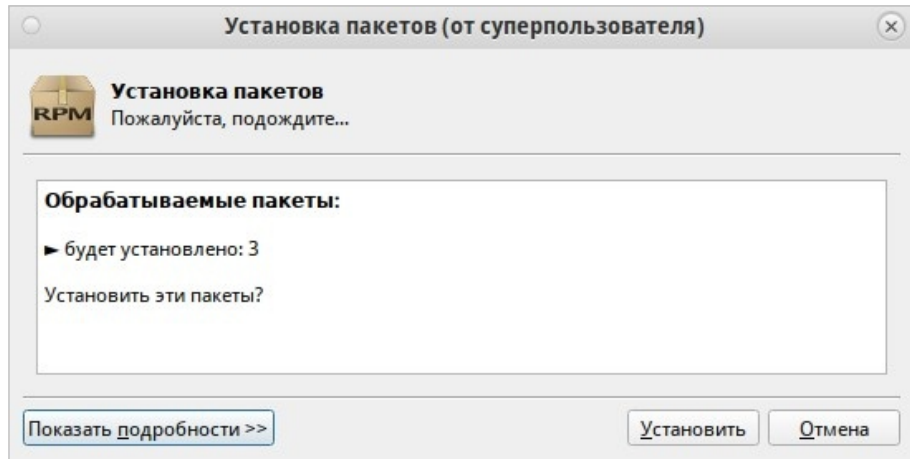 Установка пакетов (от суперпользователя)
RPM
Установка пакетов
Пожалуйста, подождите...
Обрабатываемые пакеты:
► будет установлено: 3
Установить эти пакеты?
Показать подробности >>
Установить
Отмена